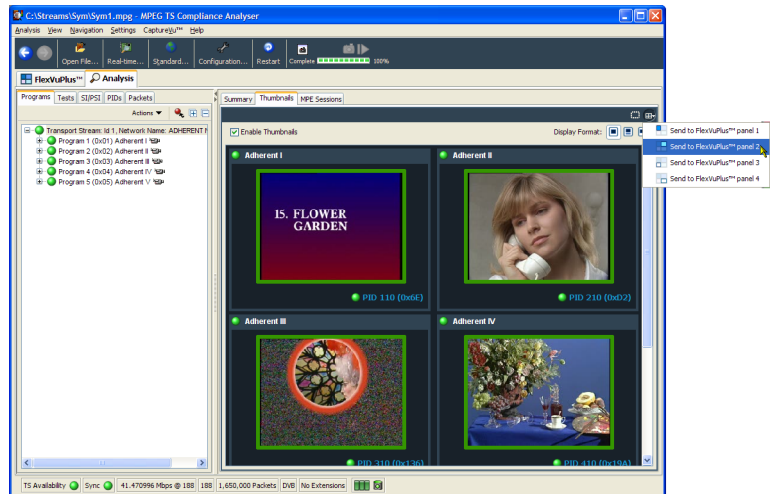 C:\Streams\Sym\Sym1.mpg - MPEG TS Compliance Analyser
Analysis View Navigation Settings CaptureVu™ Help
Open File... Real-time... Standard... Configuration... Restart Complete 100%
FlexVuPlus™ Analysis
Programs Tests SI/PSI PIDs Packets
Actions
Transport Stream: Id 1, Network Name: ADHERENT
Program 1 (0x01) Adherent I
Program 2 (0x02) Adherent II
Program 3 (0x03) Adherent III
Program 4 (0x04) Adherent IV
Program 5 (0x05) Adherent V
Summary Thumbnails MPE Sessions
Enable Thumbnails Display Format:
Send to FlexVuPlus™ panel 1
Send to FlexVuPlus™ panel 2
Send to FlexVuPlus™ panel 3
Send to FlexVuPlus™ panel 4
Adherent I
15. FLOWER
GARDEN
PID 110 (0x6E)
Adherent II
PID 210 (0xD2)
Adherent III
PID 310 (0x136)
Adherent IV
PID 410 (0x19A)
TS Availability Sync 41.470996 Mbps @ 188 188 1,650,000 Packets DVB No Extensions